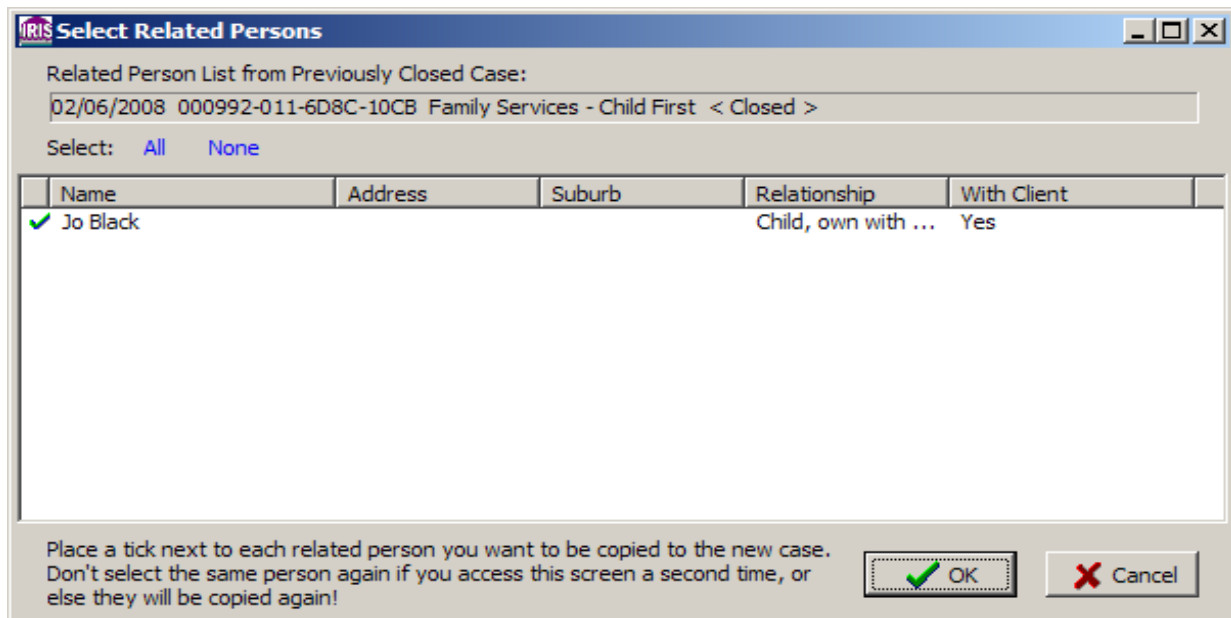 IRIS Select Related Persons
Related Person List from Previously Closed Case:
02/06/2008 000992-011-6D8C-10CB Family Services - Child First < Closed >
Select: All None
Name Address Suburb Relationship With Client
Jo Black Child, own with ... Yes
Place a tick next to each related person you want to be copied to the new case.
Don't select the same person again if you access this screen a second time, or
else they will be copied again!
OK Cancel